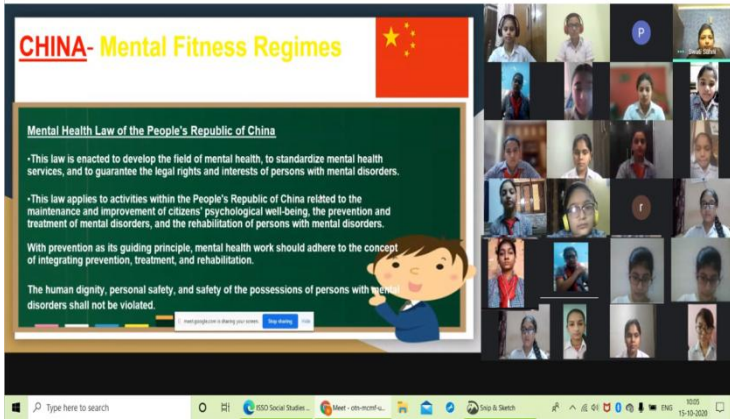 CHINA- Mental Fitness Regimes
Mental Health Law of the People's Republic of China
•This law is enacted to develop the field of mental health, to standardize mental health
services, and to guarantee the legal rights and interests of persons with mental disorders.
•This law applies to activities within the People's Republic of China related to the
maintenance and improvement of citizens' psychological well-being, the prevention and
treatment of mental disorders, and the rehabilitation of persons with mental disorders.
With prevention as its guiding principle, mental health work should adhere to the concept
of integrating prevention, treatment, and rehabilitation.
The human dignity, personal safety, and safety of the possessions of persons with mental
disorders shall not be violated.
meet.google.com is sharing your screen. Stop sharing Hide
P
r
Type here to search
ISSO Social Studies ...
Meet - otn-mcmf-u...
Snip & Sketch
ENG
10:05
15-10-2020